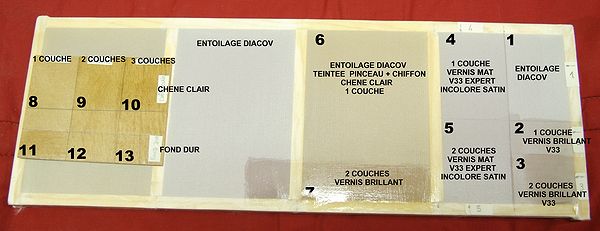 1 COUCHE 2 COUCHES 3 COUCHES
8 9 10
CHENE CLAIR
11 12 13
FOND DUR
ENTOILAGE DIACOV
6
ENTOILAGE DIACOV
TEINTEE PINCEAU + CHIFFON
CHENE CLAIR
1 COUCHE
2 COUCHES
VERNIS BRILLANT
7
4
1 COUCHE
VERNIS MAT
V33 EXPERT
INCOLORE SATIN
5
2 COUCHES
VERNIS MAT
V33 EXPERT
INCOLORE SATIN
1
ENTOILAGE
DIACOV
2
1 COUCHE
VERNIS BRILLANT
V33
3
2 COUCHES
VERNIS BRILLANT
V33